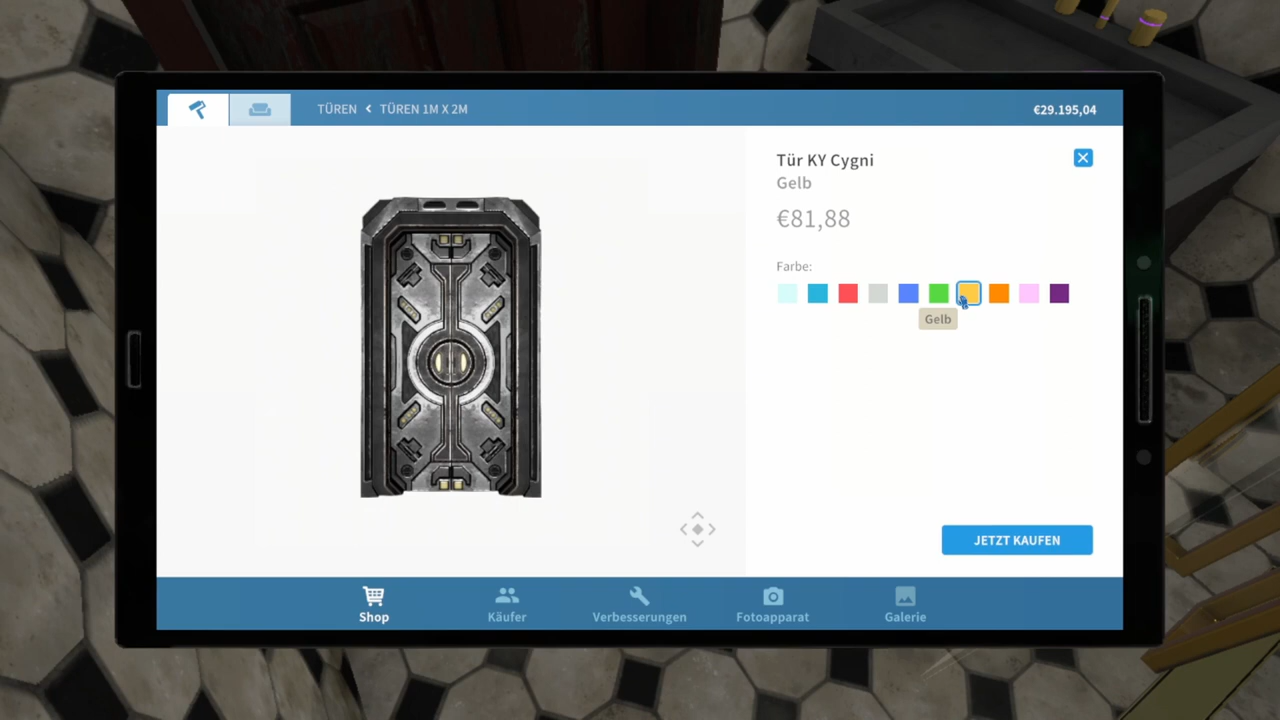 TÜREN < TÜREN 1M X 2M
€29.195,04
Tür KY Cygni
Gelb
€81,88
Farbe:
Gelb
JETZT KAUFEN
Shop
Käufer
Verbesserungen
Fotoapparat
Galerie